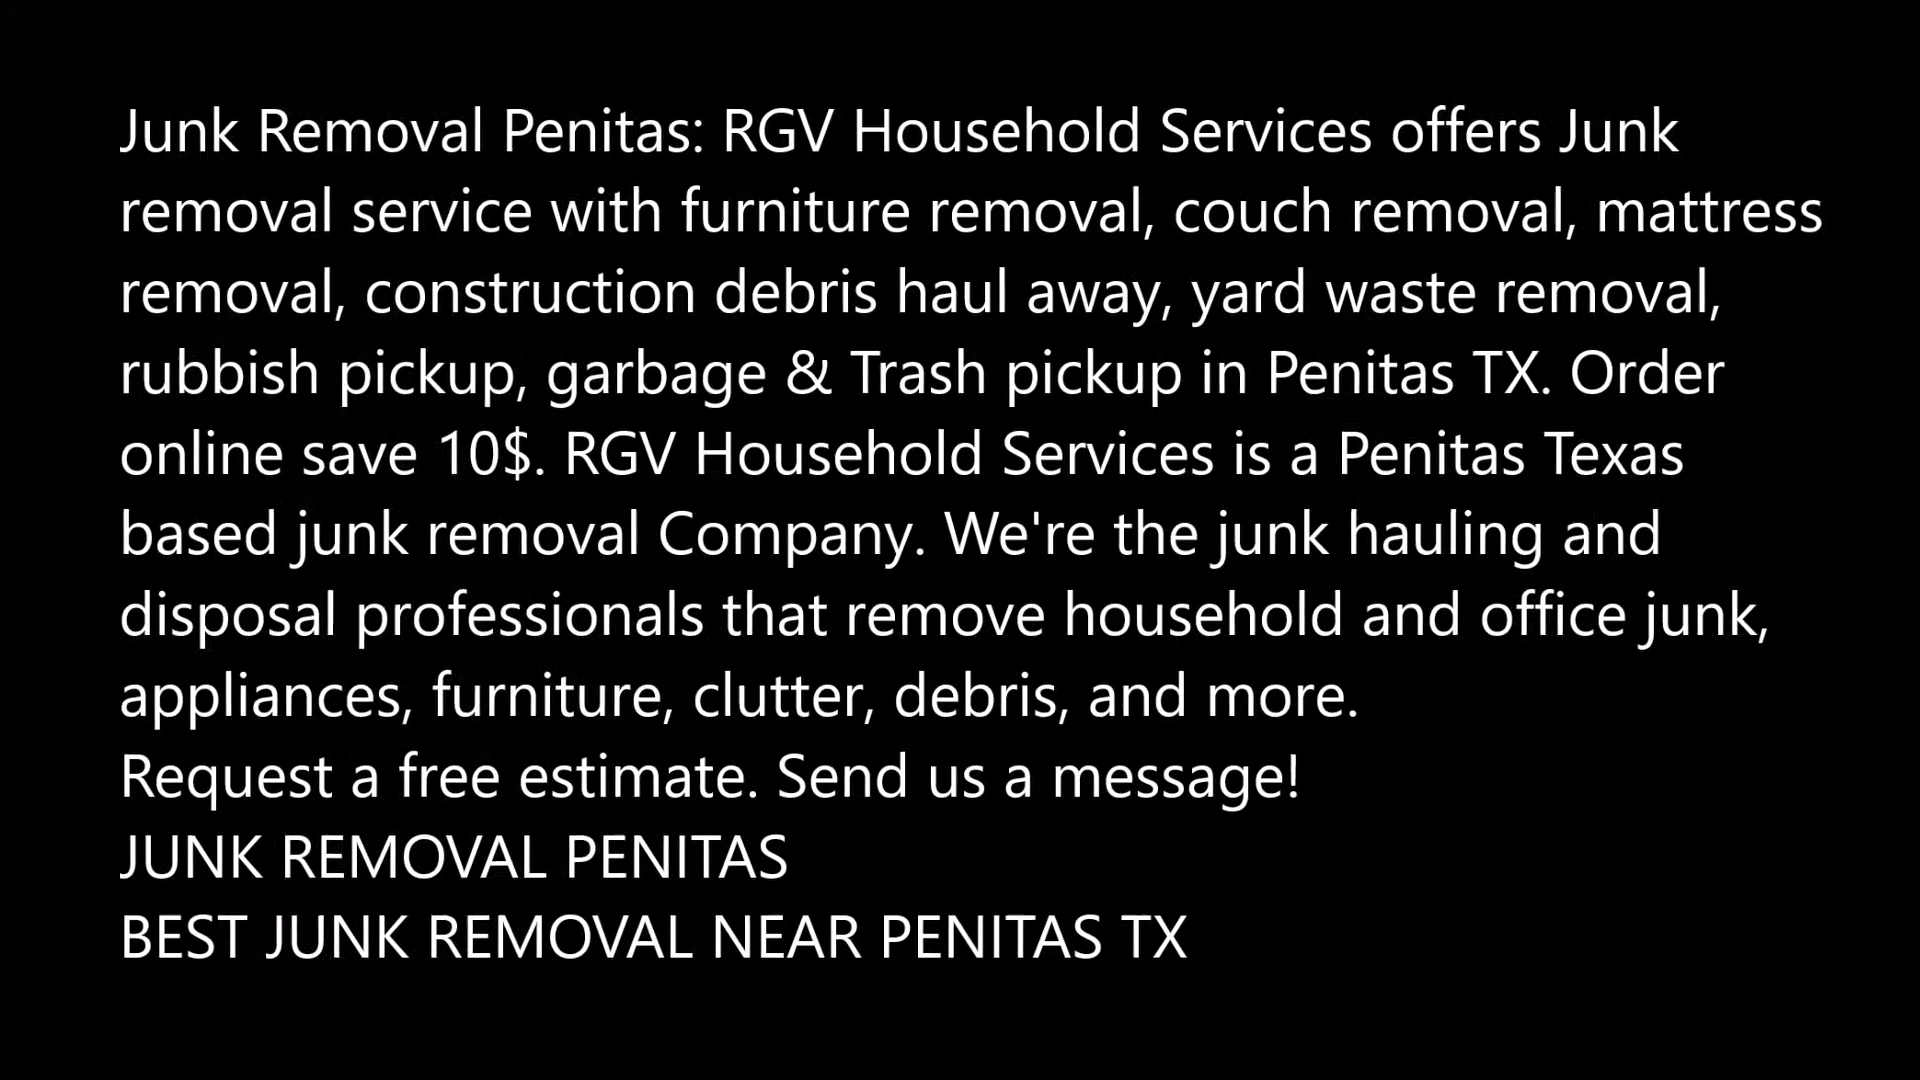 Junk Removal Penitas: RGV Household Services offers Junk
removal service with furniture removal, couch removal, mattress
removal, construction debris haul away, yard waste removal,
rubbish pickup, garbage & Trash pickup in Penitas TX. Order
online save 10$. RGV Household Services is a Penitas Texas
based junk removal Company. We're the junk hauling and
disposal professionals that remove household and office junk,
appliances, furniture, clutter, debris, and more.
Request a free estimate. Send us a message!
JUNK REMOVAL PENITAS
BEST JUNK REMOVAL NEAR PENITAS TX